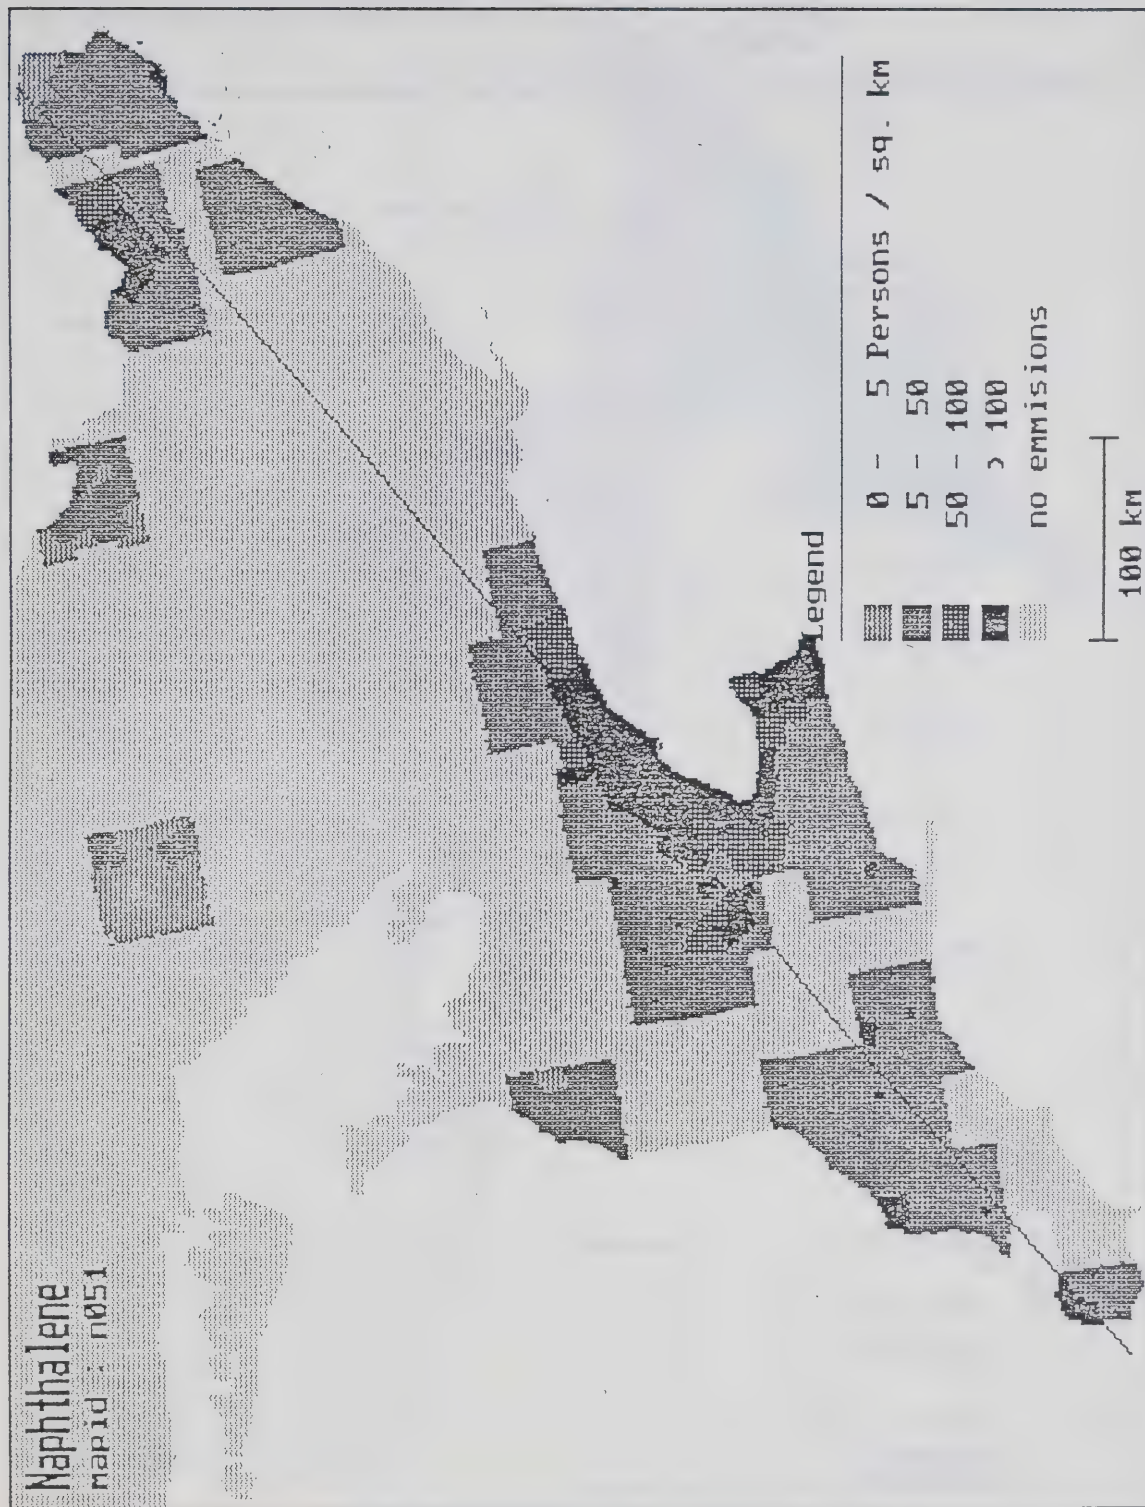 Naphthalene
mapid : n051
Legend
0 - 5 Persons / sq. km
5 - 50
50 - 100
> 100
no emmisions
100 km